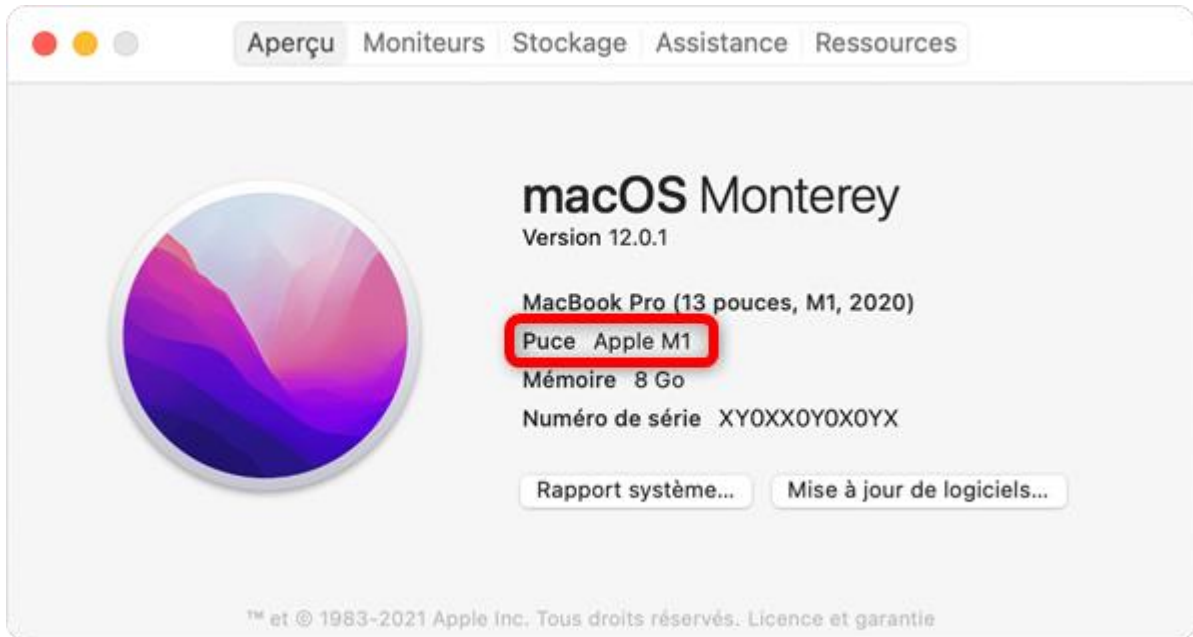 Aperçu Moniteurs Stockage Assistance Ressources
macOS Monterey
Version 12.0.1
MacBook Pro (13 pouces, M1, 2020)
Puce Apple M1
Mémoire 8 Go
Numéro de série XY0XX0Y0X0YX
Rapport système... Mise à jour de logiciels...
™ et © 1983-2021 Apple Inc. Tous droits réservés. Licence et garantie